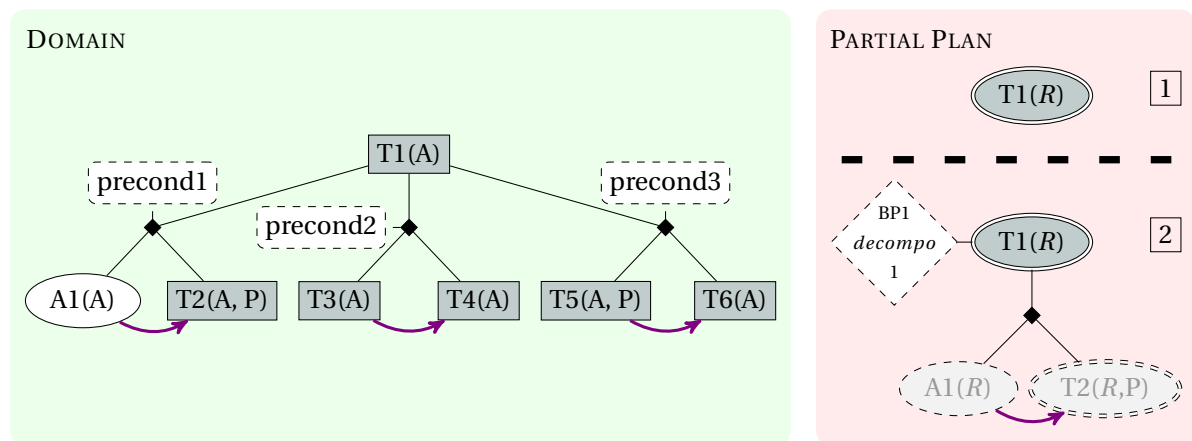 DOMAIN
T1(A)
precond1
precond2
precond3
A1(A)
T2(A, P)
T3(A)
T4(A)
T5(A, P)
T6(A)
PARTIAL PLAN
T1(R)
1
BP1
decompo
1
T1(R)
2
A1(R)
T2(R,P)